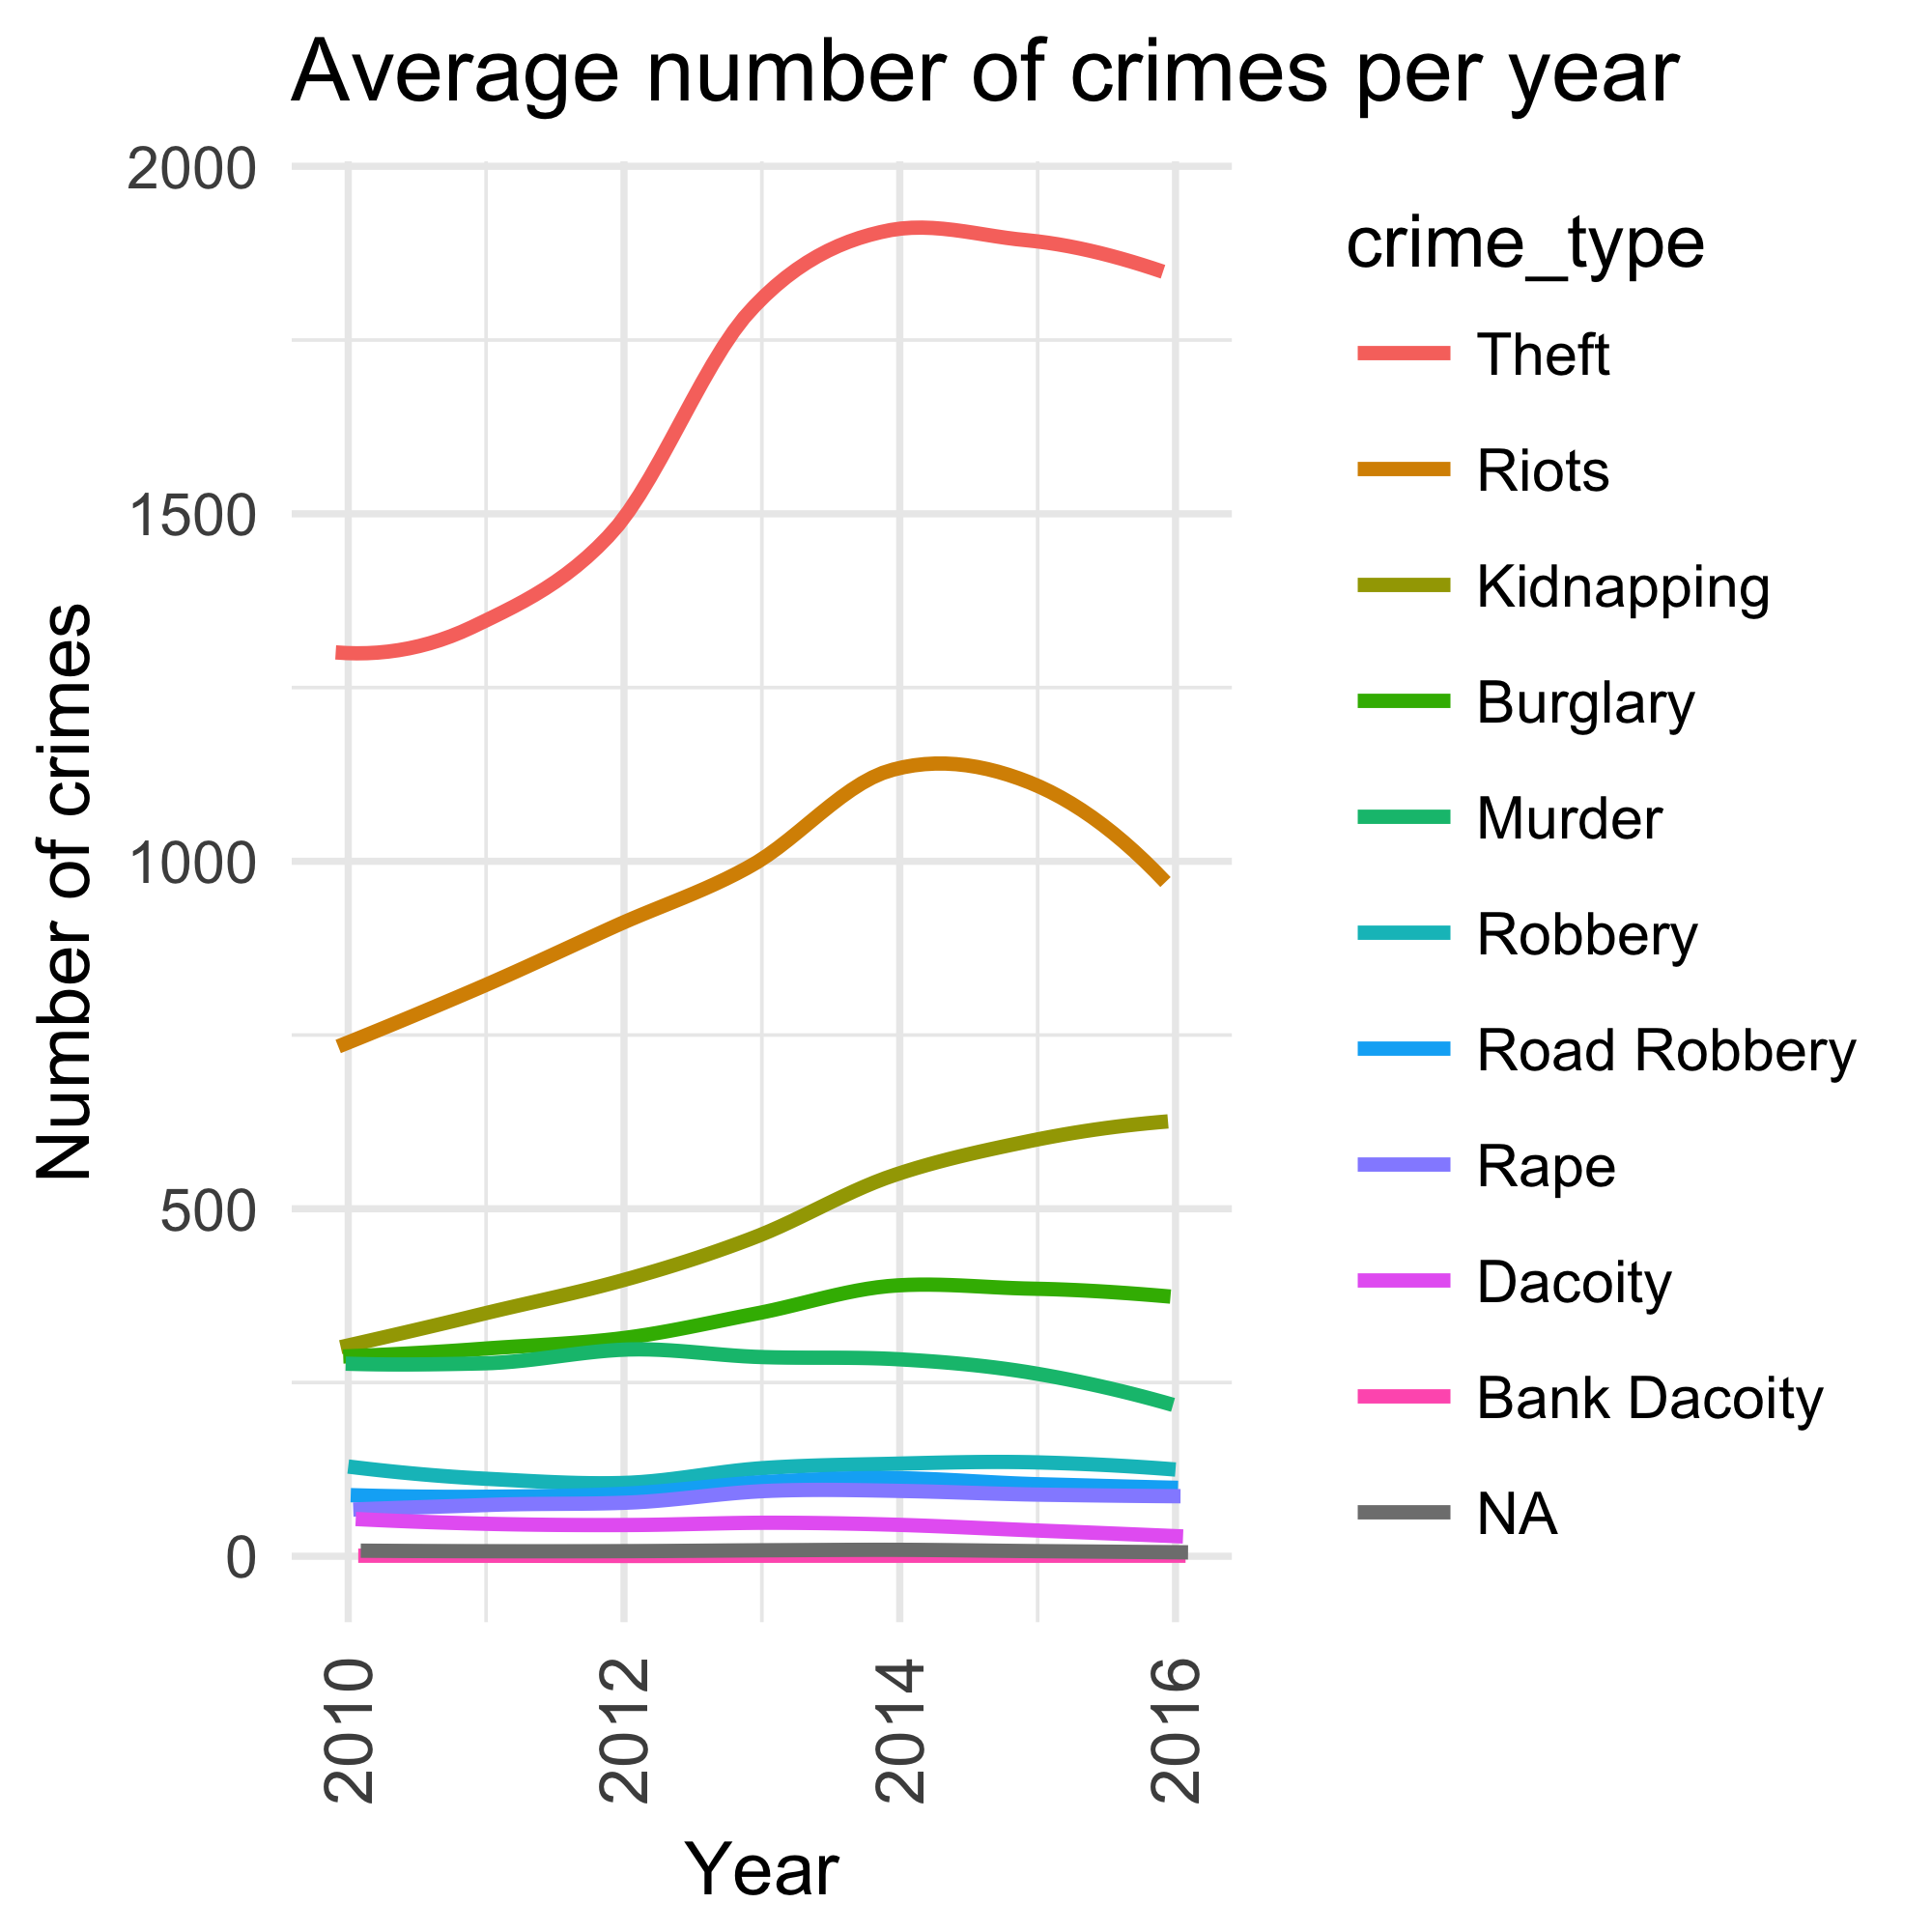 Average number of crimes per year
2000
1500
1000
500
0
Number of crimes
2010
2012
2014
2016
Year
crime_type
Theft
Riots
Kidnapping
Burglary
Murder
Robbery
Road Robbery
Rape
Dacoity
Bank Dacoity
NA